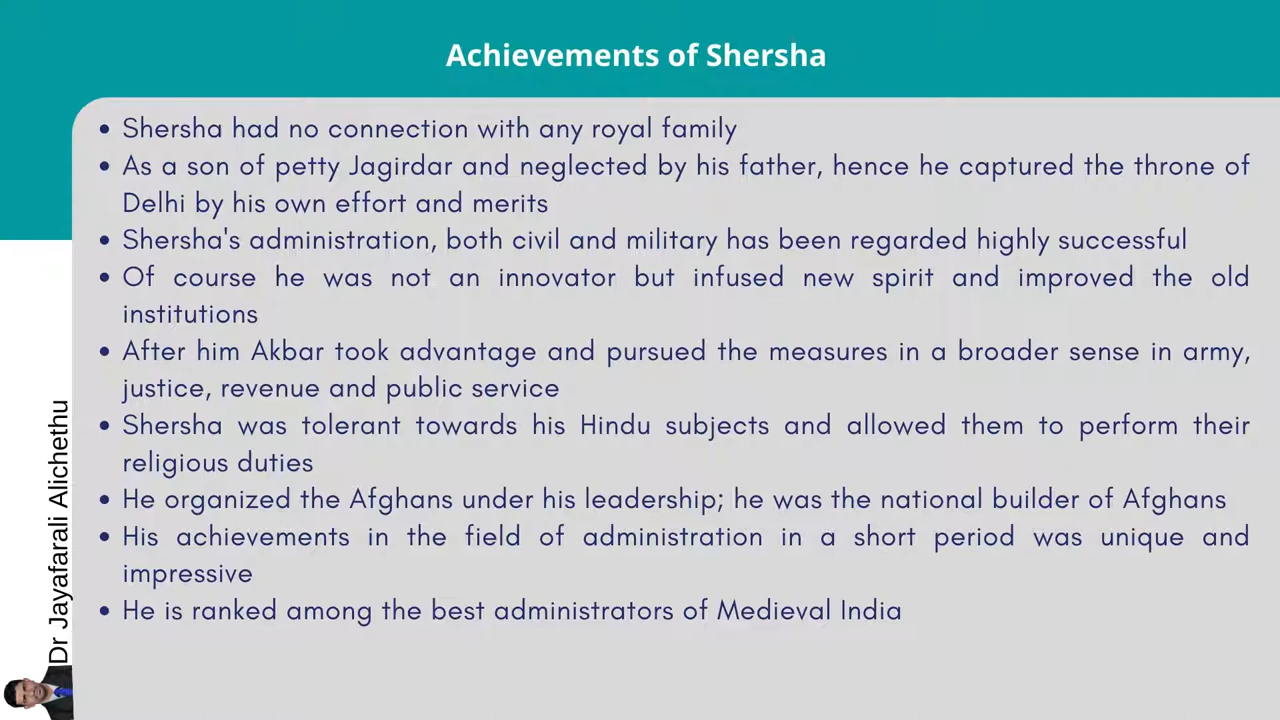 Achievements of Shersha
• Shersha had no connection with any royal family
• As a son of petty Jagirdar and neglected by his father, hence he captured the throne of
Delhi by his own effort and merits
• Shersha's administration, both civil and military has been regarded highly successful
• Of course he was not an innovator but infused new spirit and improved the old
institutions
• After him Akbar took advantage and pursued the measures in a broader sense in army,
justice, revenue and public service
• Shersha was tolerant towards his Hindu subjects and allowed them to perform their
religious duties
• He organized the Afghans under his leadership; he was the national builder of Afghans
• His achievements in the field of administration in a short period was unique and
impressive
• He is ranked among the best administrators of Medieval India
Dr Jayafarali Alichethu